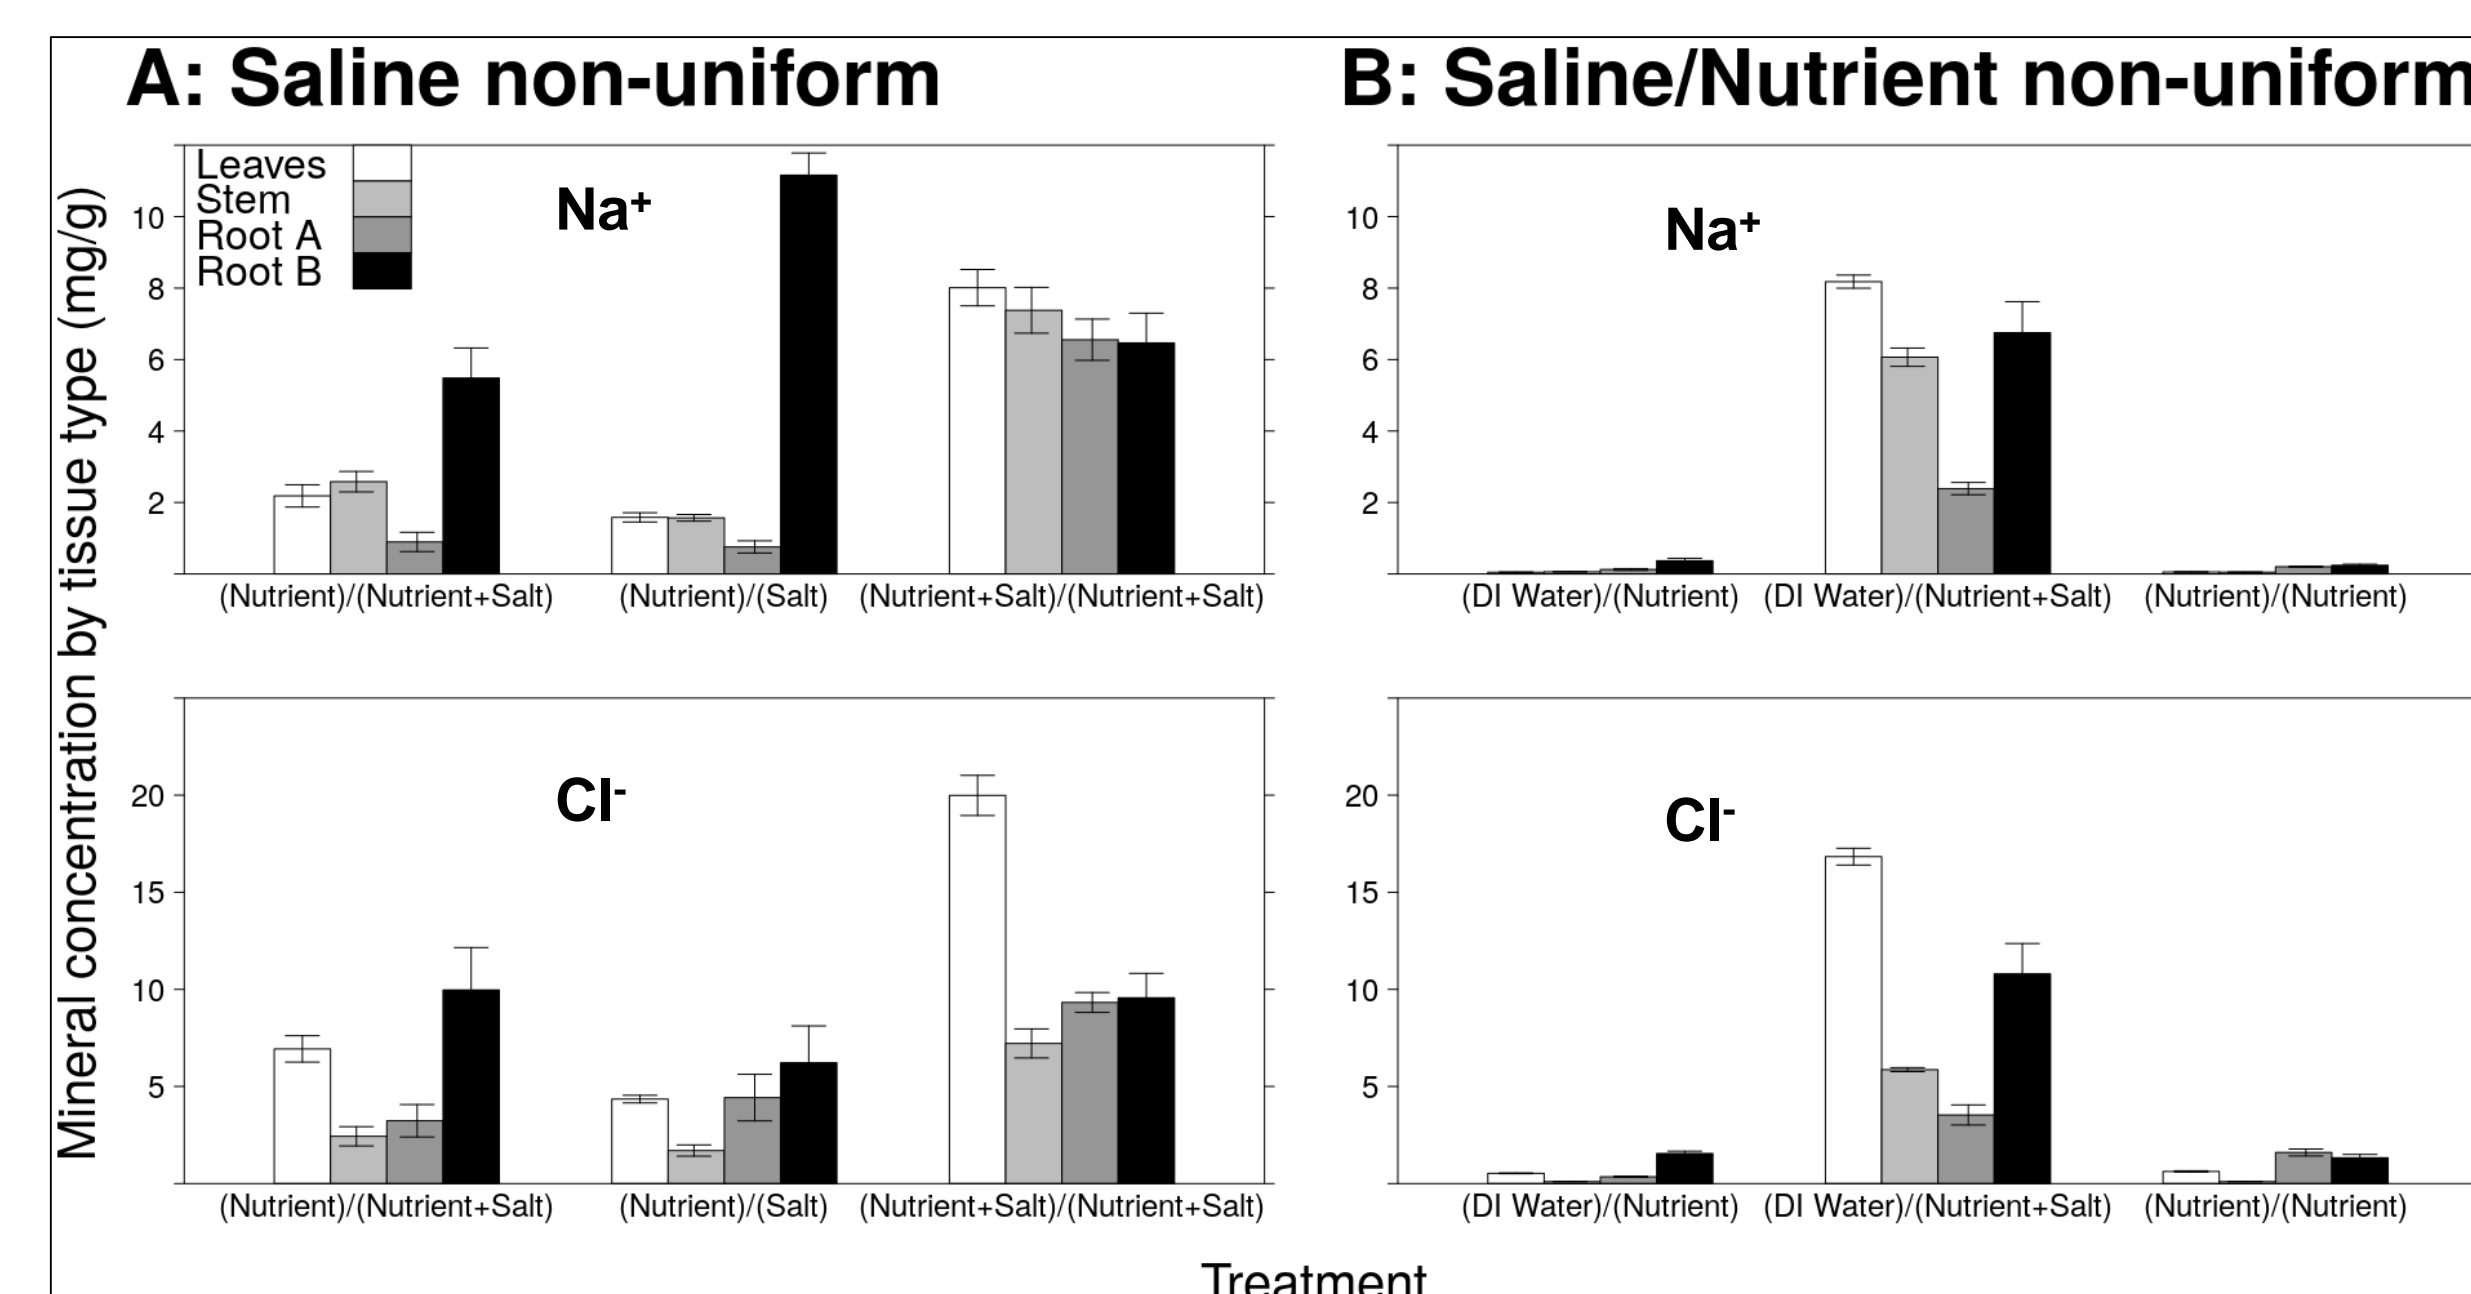 A: Saline non-uniform
B: Saline/Nutrient non-uniform
Mineral concentration by tissue type (mg/g)
Leaves
Stem
Root A
Root B
Na+
10
8
6
4
2
(Nutrient)/(Nutrient+Salt) (Nutrient)/(Salt) (Nutrient+Salt)/(Nutrient+Salt)
Na+
10
8
6
4
2
(DI Water)/(Nutrient) (DI Water)/(Nutrient+Salt) (Nutrient)/(Nutrient)
Cl-
20
15
10
5
(Nutrient)/(Nutrient+Salt) (Nutrient)/(Salt) (Nutrient+Salt)/(Nutrient+Salt)
Cl-
20
15
10
5
(DI Water)/(Nutrient) (DI Water)/(Nutrient+Salt) (Nutrient)/(Nutrient)
Treatment